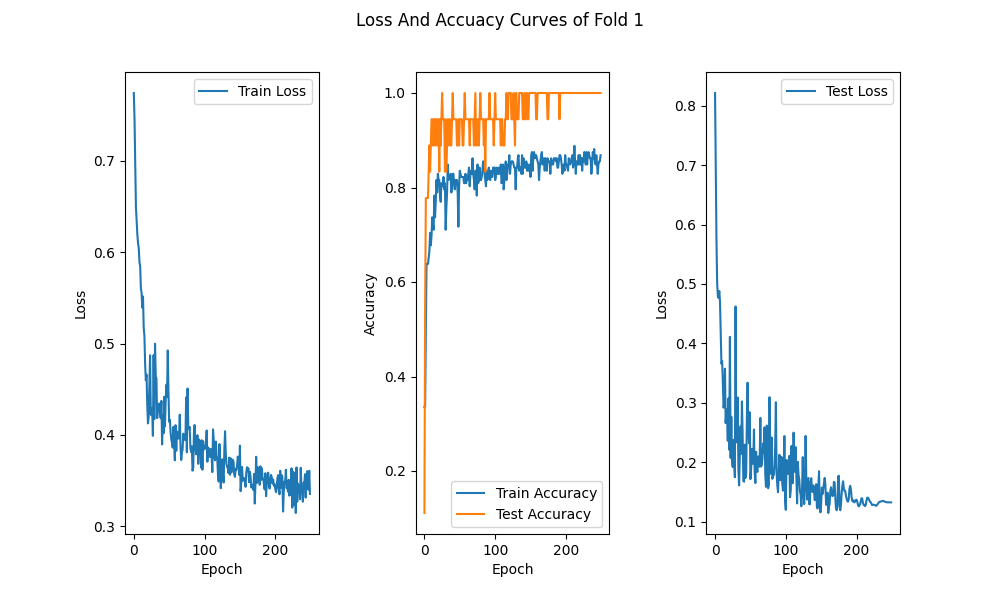 Loss And Accuacy Curves of Fold 1
Train Loss
0.7
0.6
0.5
0.4
0.3
Loss
0
100
200
Epoch
1.0
0.8
0.6
0.4
0.2
Accuracy
Train Accuracy
Test Accuracy
0
100
200
Epoch
Test Loss
0.8
0.7
0.6
0.5
0.4
0.3
0.2
0.1
Loss
0
100
200
Epoch